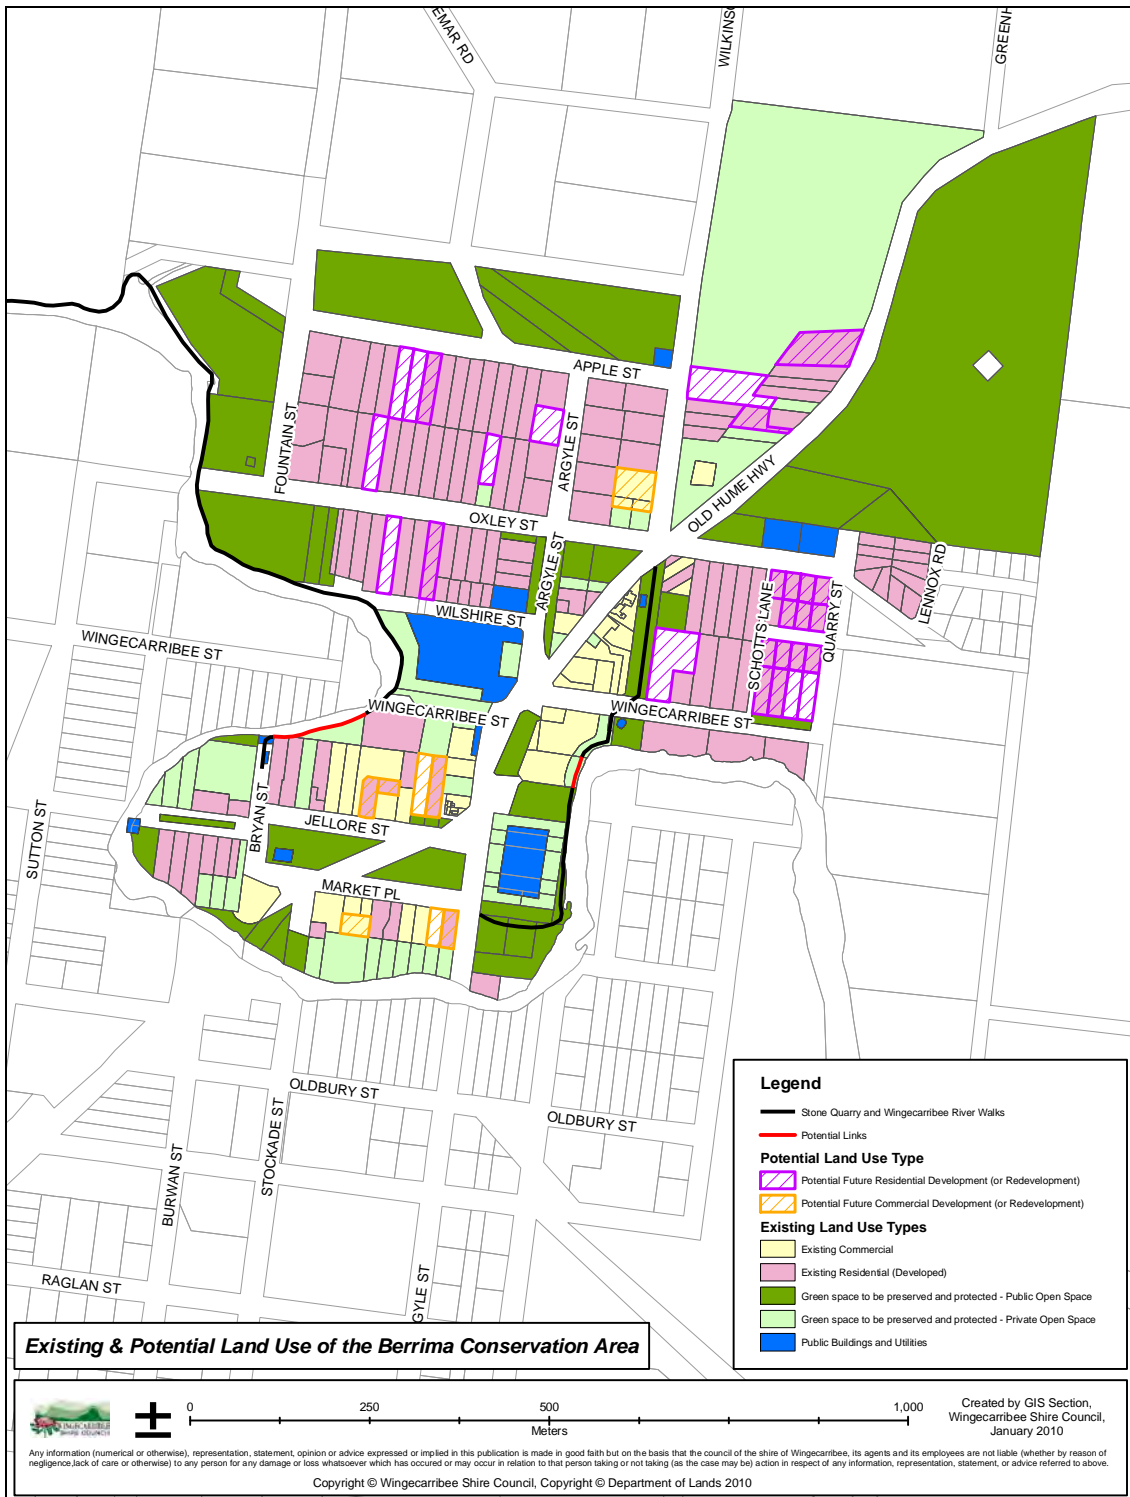 EMAR RD
WILKINS
GREENH
APPLE ST
FOUNTAIN ST
ARGYLE ST
OLD HUME HWY
OXLEY ST
ARGYLE ST
LENNOX RD
SCHOTTS LANE
QUARRY ST
WILSHIRE ST
WINGECARRIBEE ST
WINGECARRIBEE ST
WINGECARRIBEE ST
SUTTON ST
BRYAN ST
JELLORE ST
MARKET PL
OLDBURY ST
OLDBURY ST
STOCKADE ST
BURWAN ST
RAGLAN ST
GYLE ST
Legend
Stone Quarry and Wingecarribee River Walks
Potential Links
Potential Land Use Type
Potential Future Residential Development (or Redevelopment)
Potential Future Commercial Development (or Redevelopment)
Existing Land Use Types
Existing Commercial
Existing Residential (Developed)
Green space to be preserved and protected - Public Open Space
Green space to be preserved and protected - Private Open Space
Public Buildings and Utilities
Existing & Potential Land Use of the Berrima Conservation Area
WINGECARRIBEE
SHIRE COUNCIL
0 250 500 1,000
Meters
Created by GIS Section,
Wingecarribee Shire Council,
January 2010
Any information (numerical or otherwise), representation, statement, opinion or advice expressed or implied in this publication is made in good faith but on the basis that the council of the shire of Wingecarribee, its agents and its employees are not liable (whether by reason of
negligence,lack of care or otherwise) to any person for any damage or loss whatsoever which has occured or may occur in relation to that person taking or not taking (as the case may be) action in respect of any information, representation, statement, or advice referred to above.
Copyright © Wingecarribee Shire Council, Copyright © Department of Lands 2010